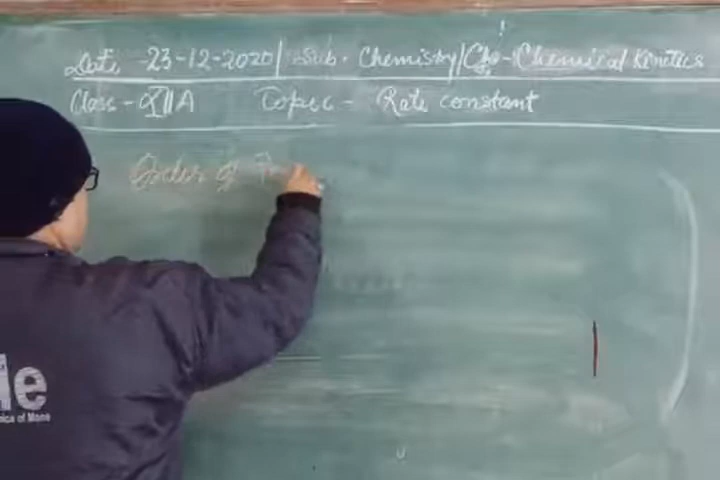 Date - 23-12-2020 | Sub. Chemistry | Ch- Chemical Kinetics
Class - XII A Topic - Rate constant
Order of